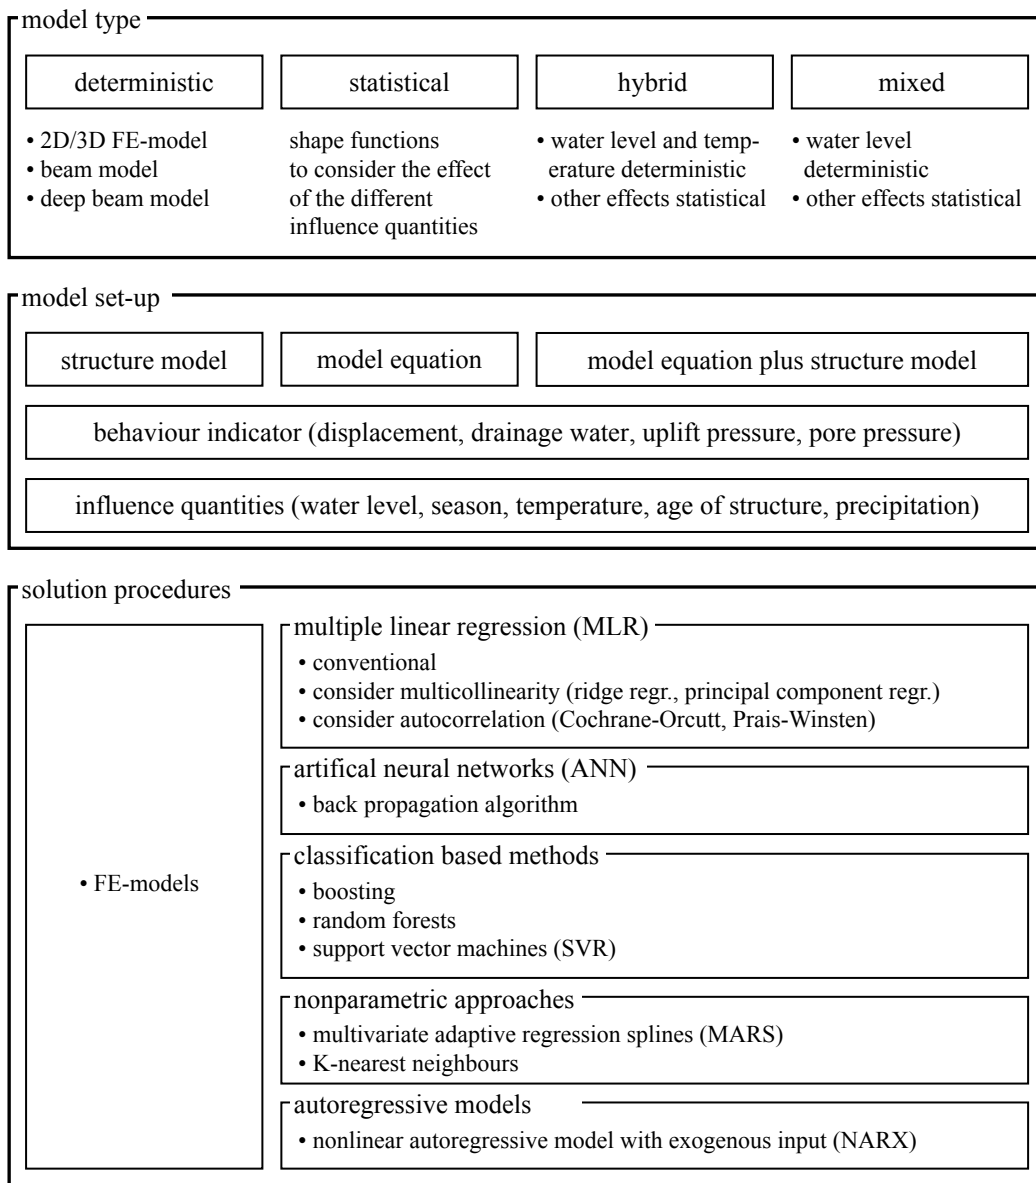 model type
deterministic
• 2D/3D FE-model
• beam model
• deep beam model
statistical
shape functions
to consider the effect
of the different
influence quantities
hybrid
• water level and temp-
erature deterministic
• other effects statistical
mixed
• water level
deterministic
• other effects statistical
model set-up
structure model
model equation
model equation plus structure model
behaviour indicator (displacement, drainage water, uplift pressure, pore pressure)
influence quantities (water level, season, temperature, age of structure, precipitation)
solution procedures
• FE-models
multiple linear regression (MLR)
• conventional
• consider multicollinearity (ridge regr., principal component regr.)
• consider autocorrelation (Cochrane-Orcutt, Prais-Winsten)
artifical neural networks (ANN)
• back propagation algorithm
classification based methods
• boosting
• random forests
• support vector machines (SVR)
nonparametric approaches
• multivariate adaptive regression splines (MARS)
• K-nearest neighbours
autoregressive models
• nonlinear autoregressive model with exogenous input (NARX)